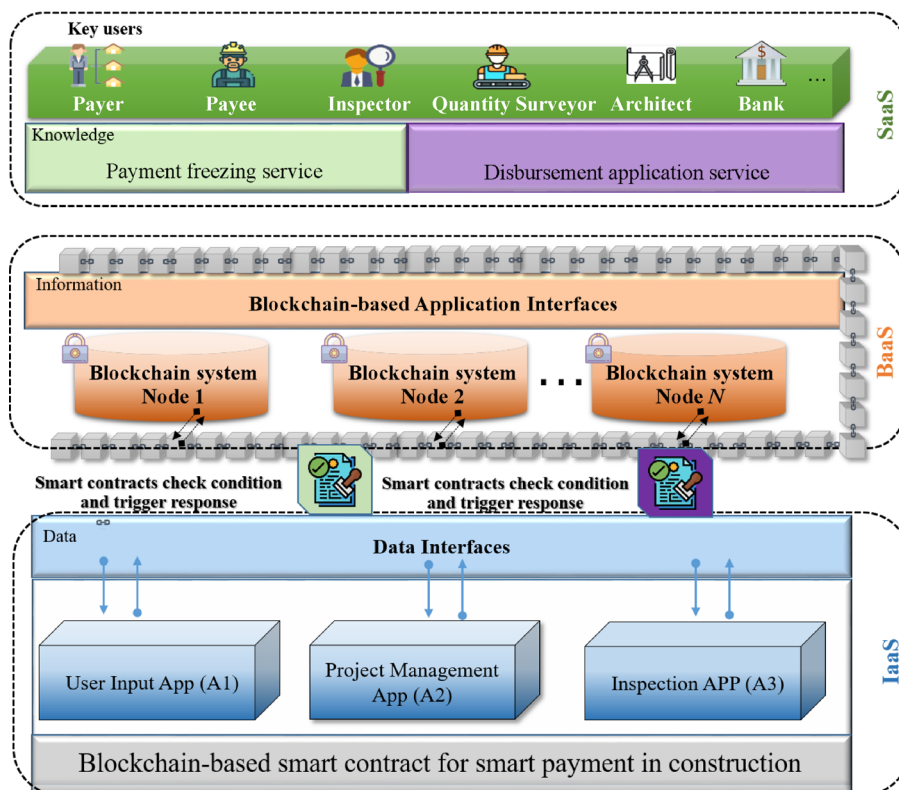 Key users
Payer
Payee
Inspector
Quantity Surveyor
Architect
Bank
...
$
SaaS
Knowledge
Payment freezing service
Disbursement application service
Information
Blockchain-based Application Interfaces
BaaS
Blockchain system
Node 1
Blockchain system
Node 2
...
Blockchain system
Node N
Smart contracts check condition
and trigger response
Smart contracts check condition
and trigger response
Data
Data Interfaces
User Input App (A1)
Project Management
App (A2)
Inspection APP (A3)
IaaS
Blockchain-based smart contract for smart payment in construction